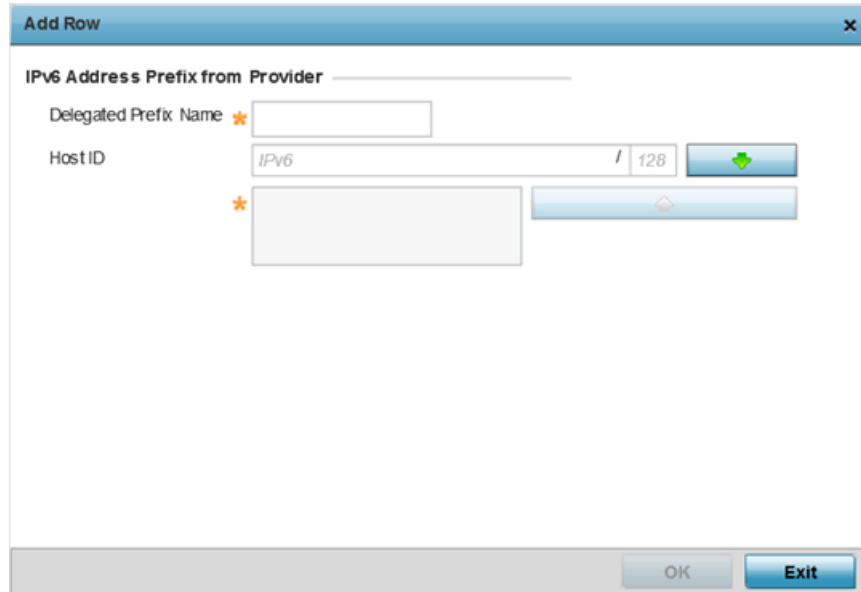 Add Row ×
IPv6 Address Prefix from Provider
Delegated Prefix Name *
Host ID IPv6 / 128
*
OK Exit